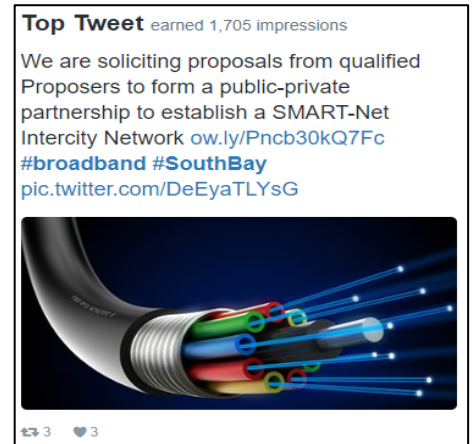 Top Tweet earned 1,705 impressions
We are soliciting proposals from qualified
Proposers to form a public-private
partnership to establish a SMART-Net
Intercity Network ow.ly/Pncb30kQ7Fc
#broadband #SouthBay
pic.twitter.com/DeEyaTLYsG
3 3